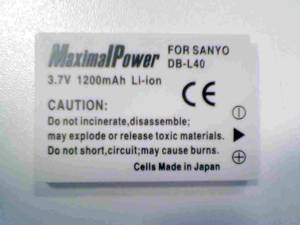 MaximalPower
FOR SANYO
DB-L40
3.7V 1200mAh Li-ion
CE
CAUTION:
Do not incinerate,disassemble;
may explode or release toxic materials.
Do not short,circuit;may cause burns.
Cells Made in Japan